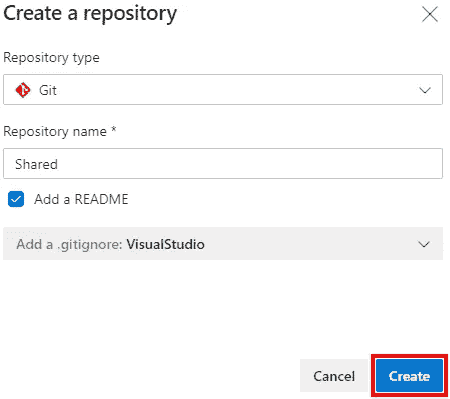 Create a repository
Repository type
Git
Repository name *
Shared
Add a README
Add a .gitignore: VisualStudio
Cancel
Create